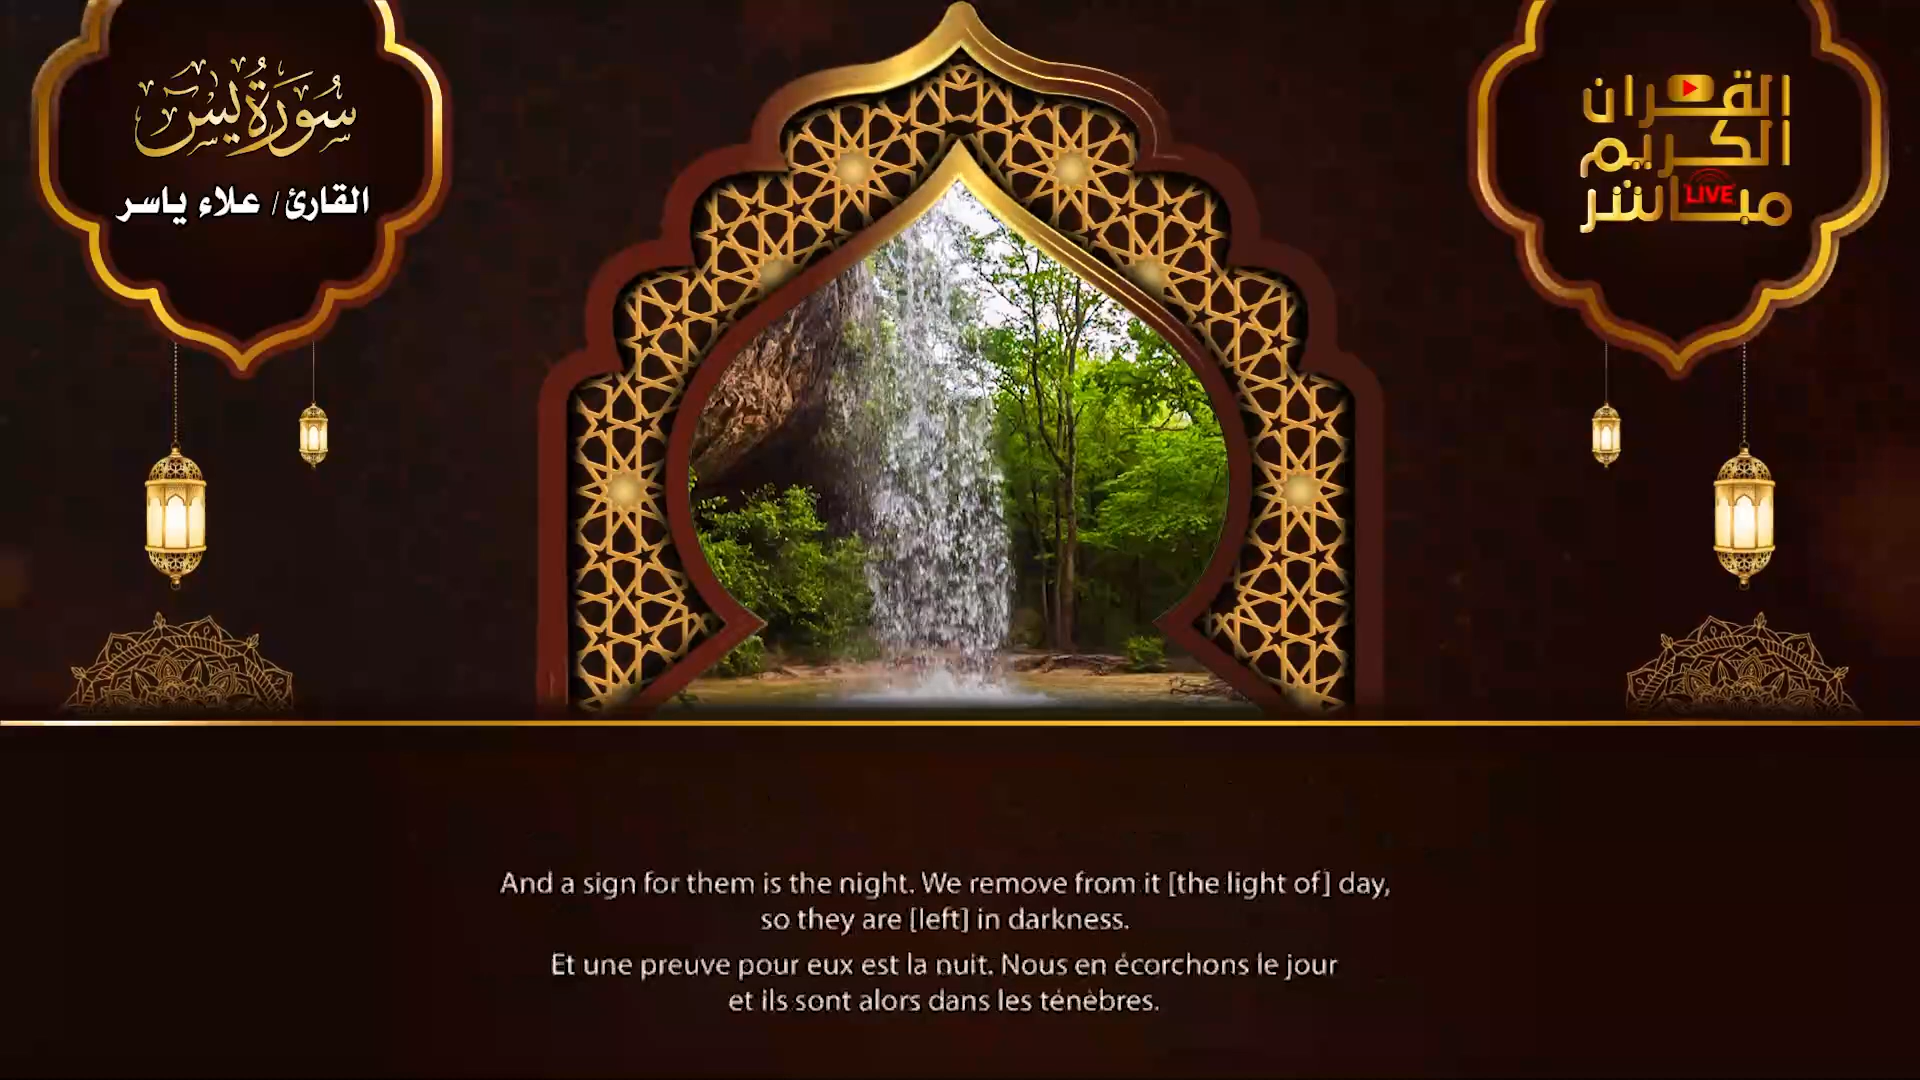 سُورَةُ يسٓ
القارئ / علاء ياسر
القران
الكريم
مباشر
LIVE
And a sign for them is the night. We remove from it [the light of] day,
so they are [left] in darkness.
Et une preuve pour eux est la nuit. Nous en écorchons le jour
et ils sont alors dans les ténèbres.